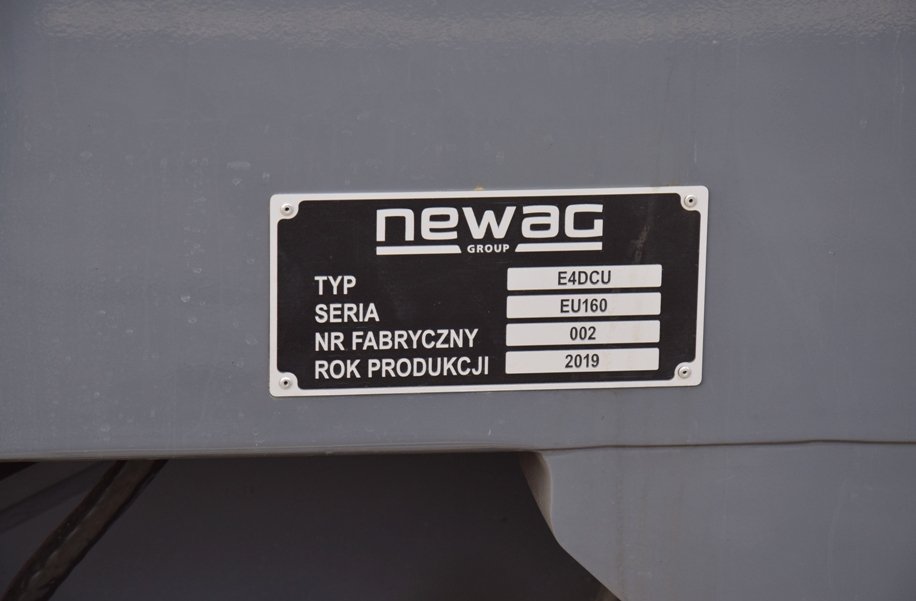 newag
GROUP
TYP E4DCU
SERIA EU160
NR FABRYCZNY 002
ROK PRODUKCJI 2019